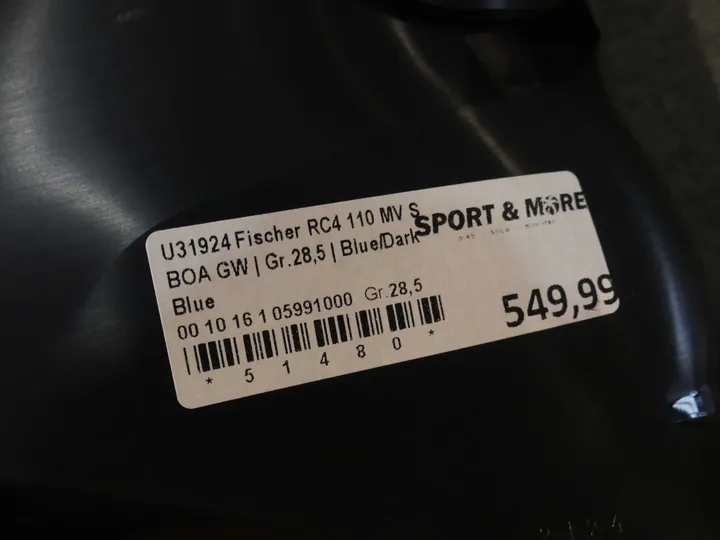 U31924 Fischer RC4 110 MV S
BOA GW | Gr.28,5 | Blue/Dark
Blue
SPORT & MORE
00 10 16 1 05991000 Gr.28,5
549,99
* 5 1 4 8 0 *